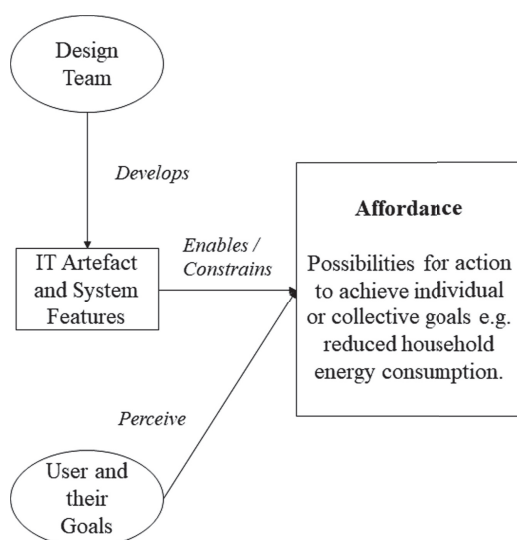 Design
Team
Develops
IT Artefact
and System
Features
Enables /
Constrains
Affordance
Possibilities for action
to achieve individual
or collective goals e.g.
reduced household
energy consumption.
Perceive
User and
their
Goals